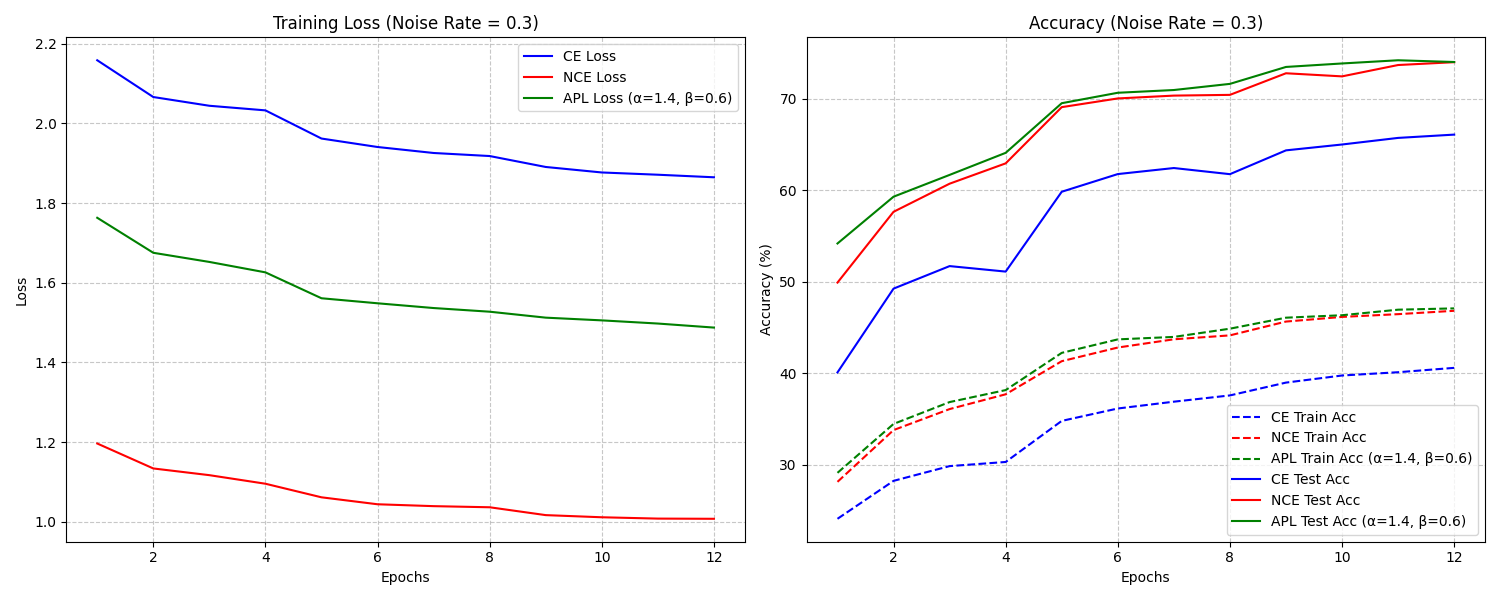 Training Loss (Noise Rate = 0.3)
2.2
2.0
1.8
1.6
1.4
1.2
1.0
Loss
2
4
6
8
10
12
Epochs
CE Loss
NCE Loss
APL Loss (α=1.4, β=0.6)
Accuracy (Noise Rate = 0.3)
70
60
50
40
30
Accuracy (%)
2
4
6
8
10
12
Epochs
CE Train Acc
NCE Train Acc
APL Train Acc (α=1.4, β=0.6)
CE Test Acc
NCE Test Acc
APL Test Acc (α=1.4, β=0.6)